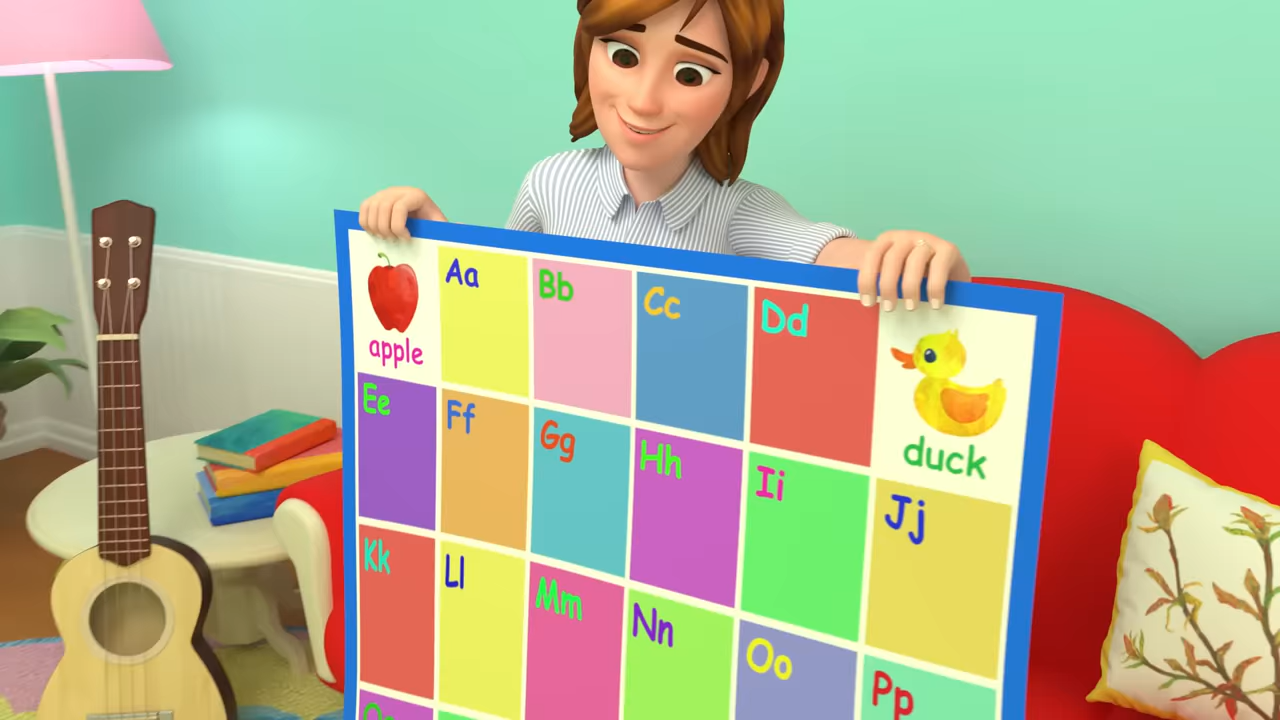 Aa Bb Cc Dd
apple duck
Ee Ff Gg Hh Ii Jj
Kk Ll Mm Nn Oo Pp